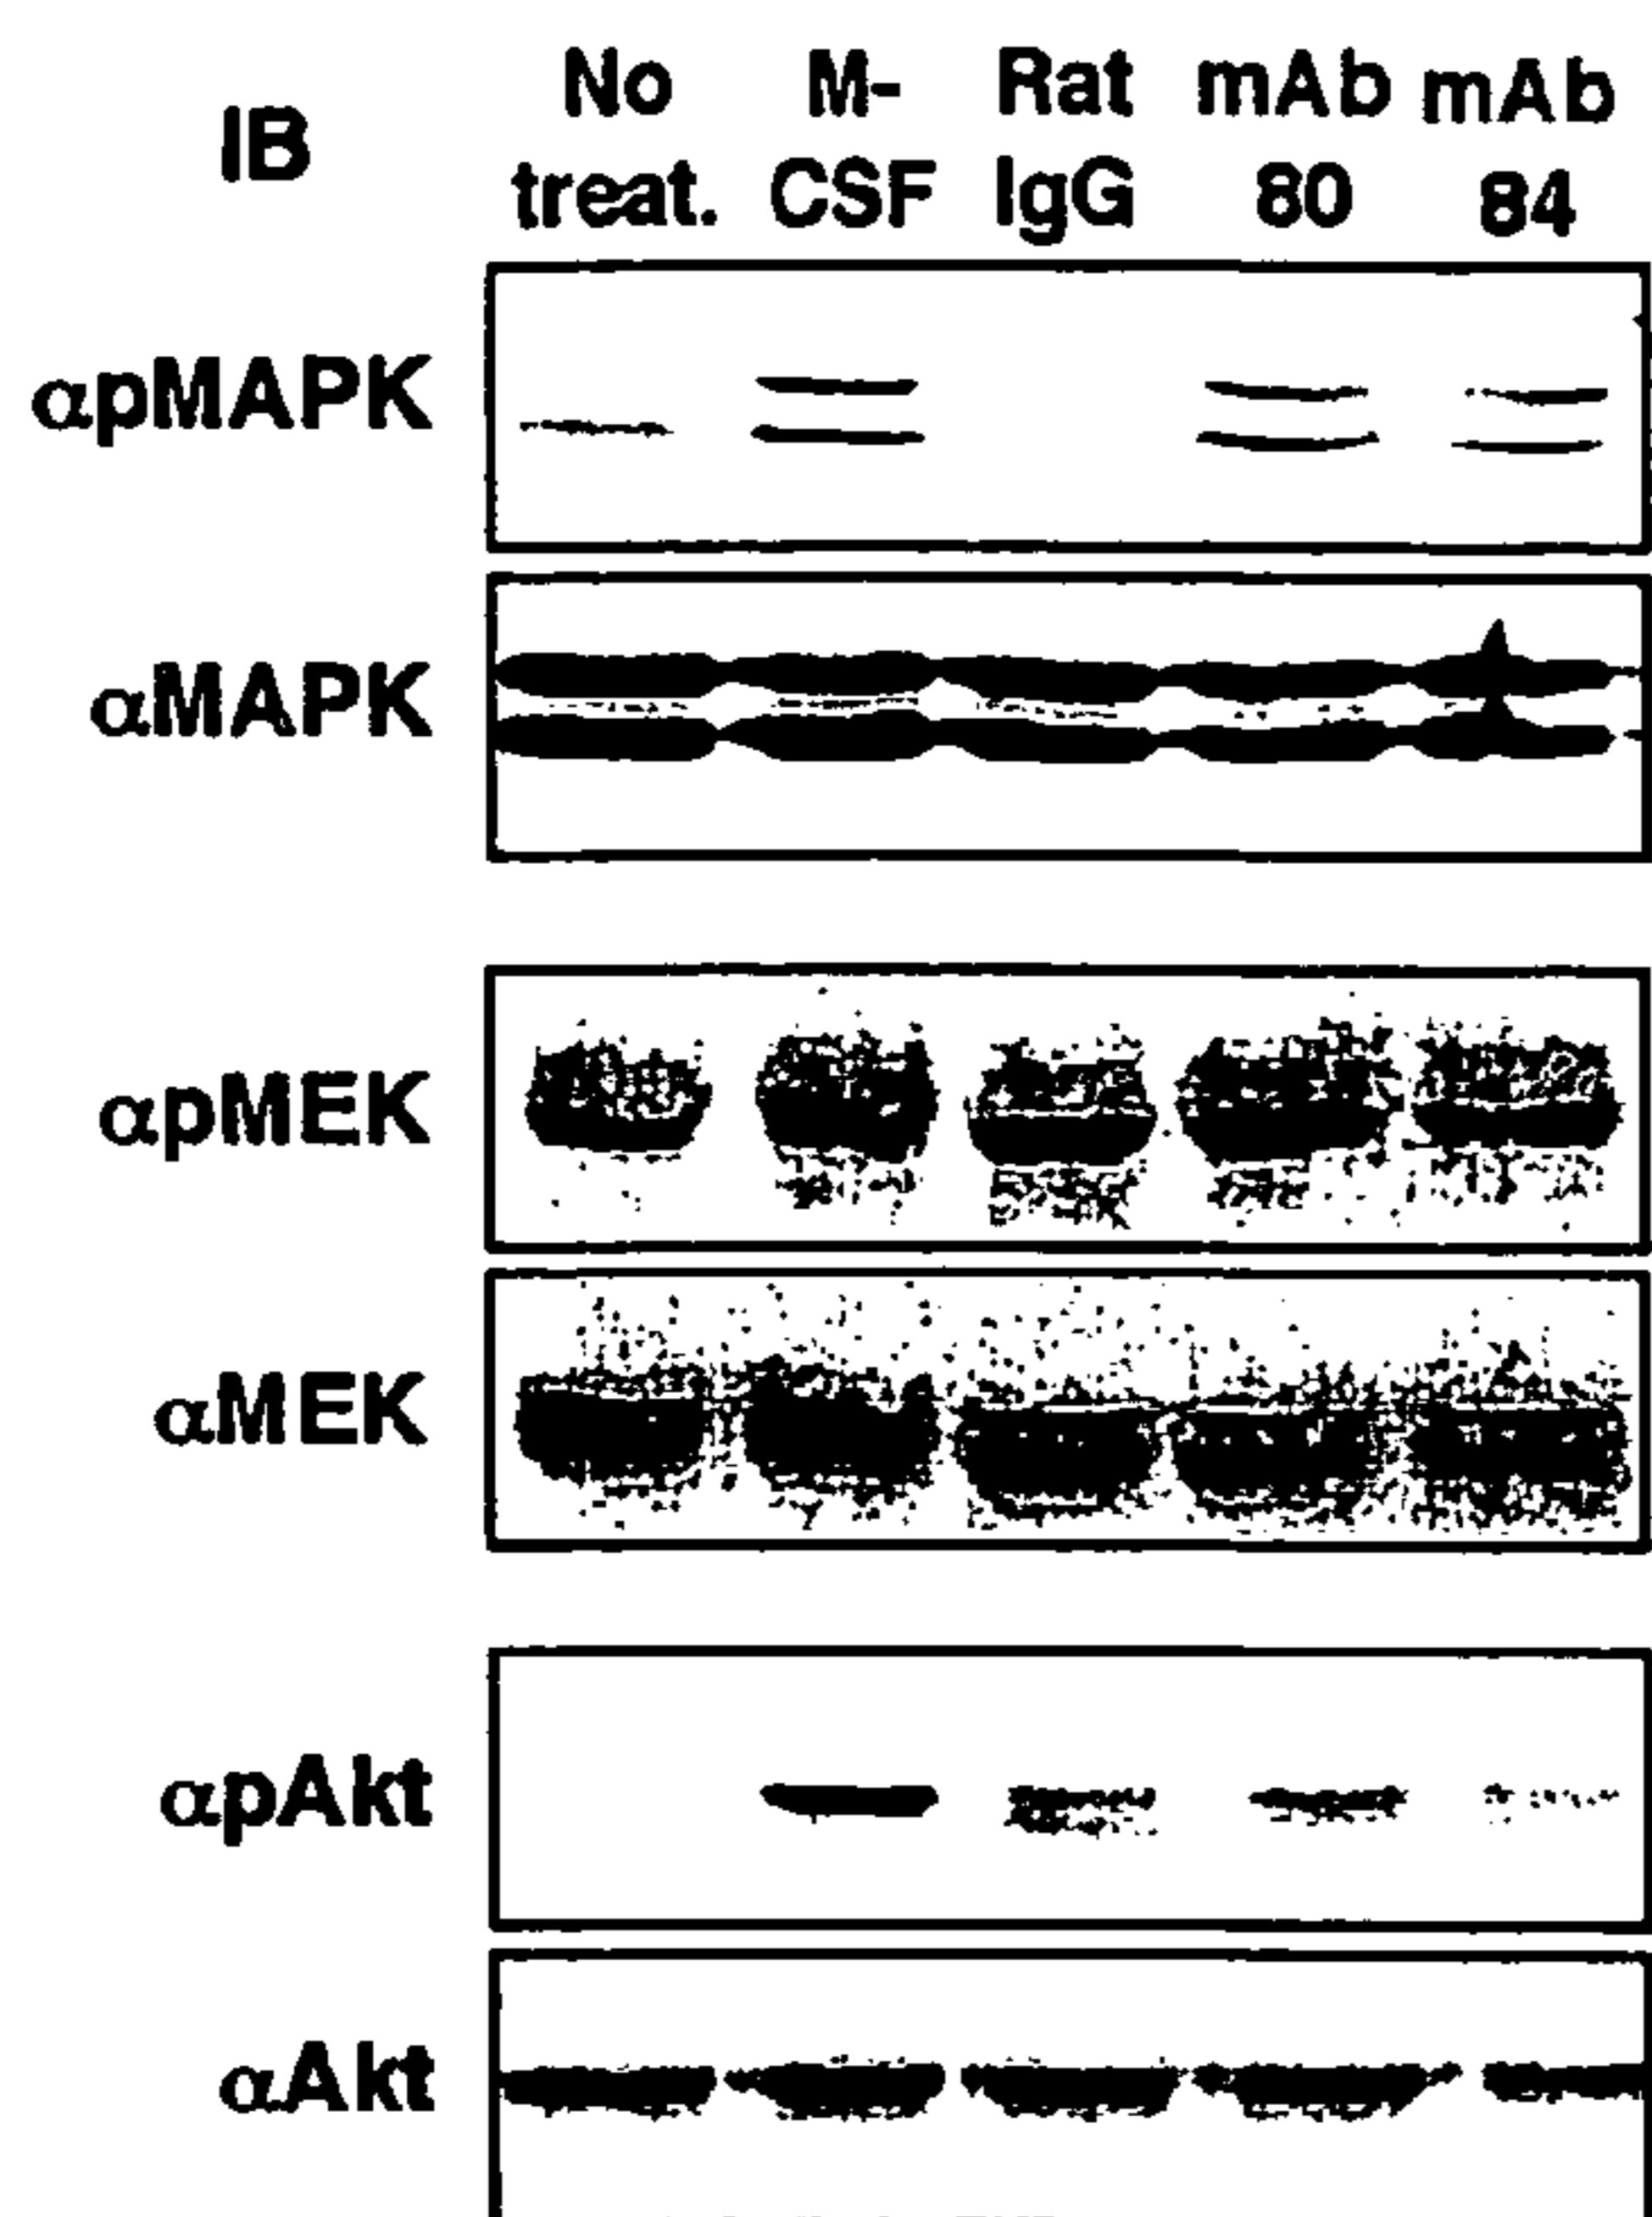 IB
No treat.
M-CSF
Rat IgG
mAb 80
mAb 84
αpMAPK
αMAPK
αpMEK
αMEK
αpAkt
αAkt